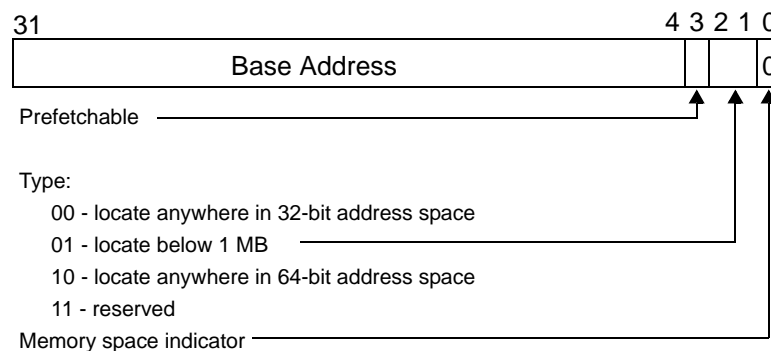 31 4 3 2 1 0
Base Address 0
Prefetchable
Type:
00 - locate anywhere in 32-bit address space
01 - locate below 1 MB
10 - locate anywhere in 64-bit address space
11 - reserved
Memory space indicator